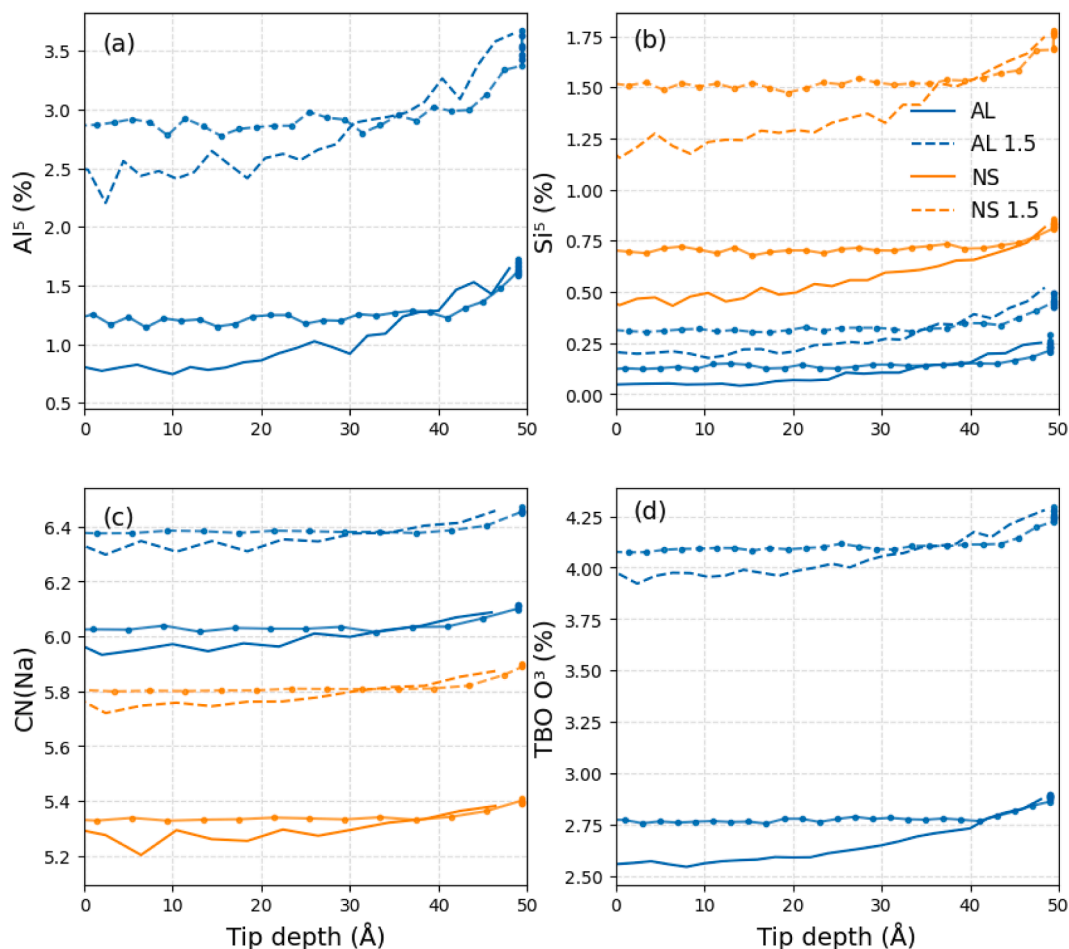 (a)
3.5
3.0
2.5
2.0
1.5
1.0
0.5
Al⁵ (%)
0 10 20 30 40 50
(b)
1.75
1.50
1.25
1.00
0.75
0.50
0.25
0.00
Si⁵ (%)
AL
AL 1.5
NS
NS 1.5
0 10 20 30 40 50
(c)
6.4
6.2
6.0
5.8
5.6
5.4
5.2
CN(Na)
0 10 20 30 40 50
Tip depth (Å)
(d)
4.25
4.00
3.75
3.50
3.25
3.00
2.75
2.50
TBO O³ (%)
0 10 20 30 40 50
Tip depth (Å)